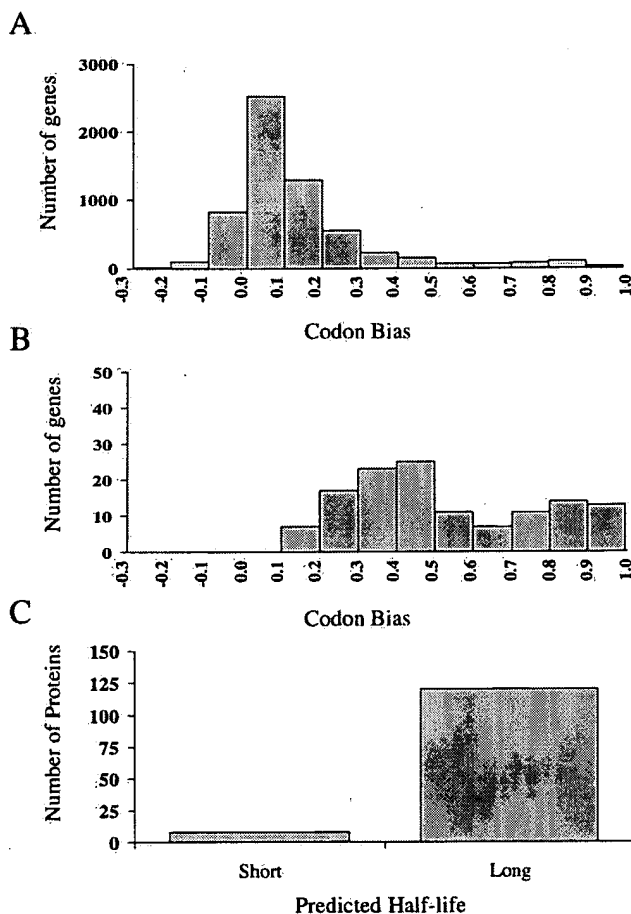 A
Number of genes
3000
2000
1000
0
-0.3 -0.1 0.0 0.1 0.2 0.3 0.4 0.5 0.6 0.7 0.8 0.9 1.0
Codon Bias
B
Number of genes
50
40
30
20
10
0
-0.3 -0.1 0.0 0.1 0.2 0.3 0.4 0.5 0.6 0.7 0.8 0.9 1.0
Codon Bias
C
Number of Proteins
150
125
100
75
50
25
0
Short Long
Predicted Half-life